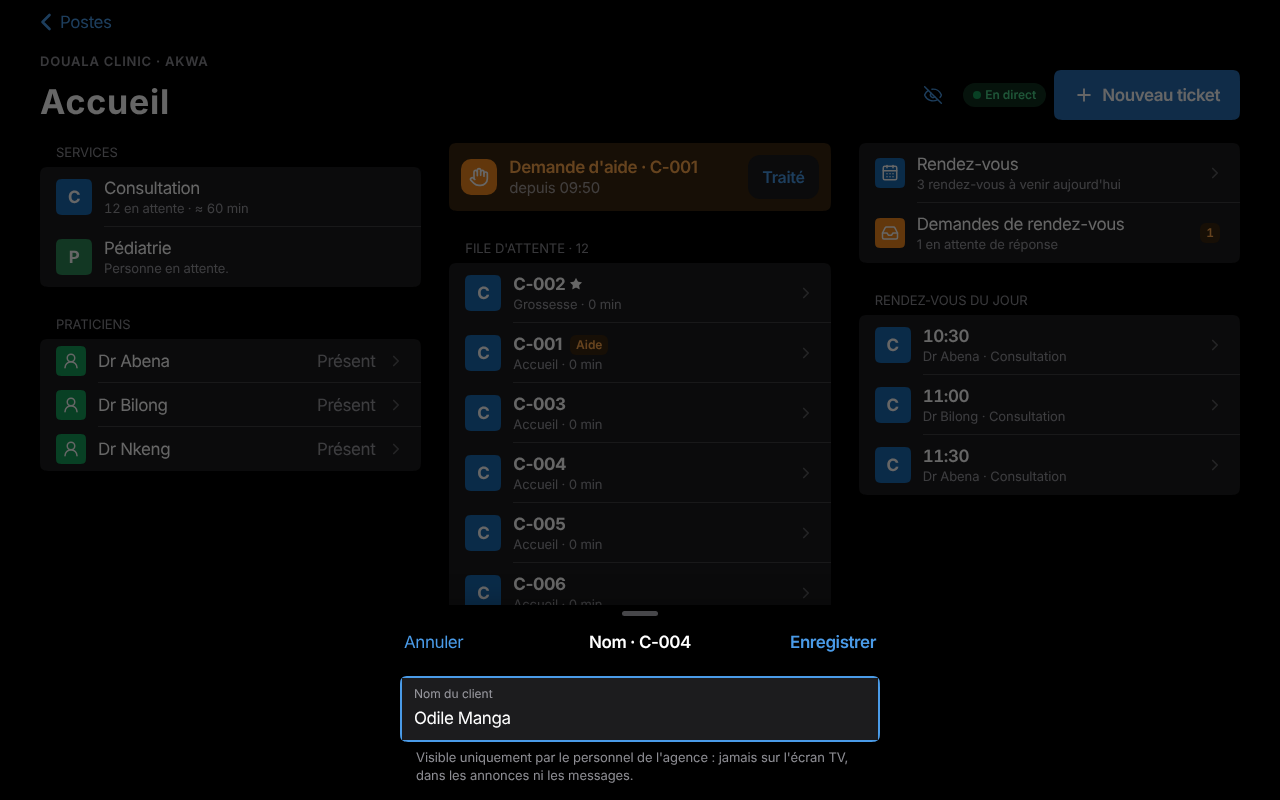 Postes
DOUALA CLINIC · AKWA
Accueil
En direct
Nouveau ticket
SERVICES
C
Consultation
12 en attente · ≈ 60 min
P
Pédiatrie
Personne en attente.
PRATICIENS
Dr Abena
Présent
Dr Bilong
Présent
Dr Nkeng
Présent
Demande d'aide · C-001
depuis 09:50
Traité
FILE D'ATTENTE · 12
C
C-002
Grossesse · 0 min
C
C-001 Aide
Accueil · 0 min
C
C-003
Accueil · 0 min
C
C-004
Accueil · 0 min
C
C-005
Accueil · 0 min
C
C-006
Accueil · 0 min
Rendez-vous
3 rendez-vous à venir aujourd'hui
Demandes de rendez-vous
1 en attente de réponse
1
RENDEZ-VOUS DU JOUR
C
10:30
Dr Abena · Consultation
C
11:00
Dr Bilong · Consultation
C
11:30
Dr Abena · Consultation
Annuler
Nom · C-004
Enregistrer
Nom du client
Odile Manga
Visible uniquement par le personnel de l'agence : jamais sur l'écran TV,
dans les annonces ni les messages.